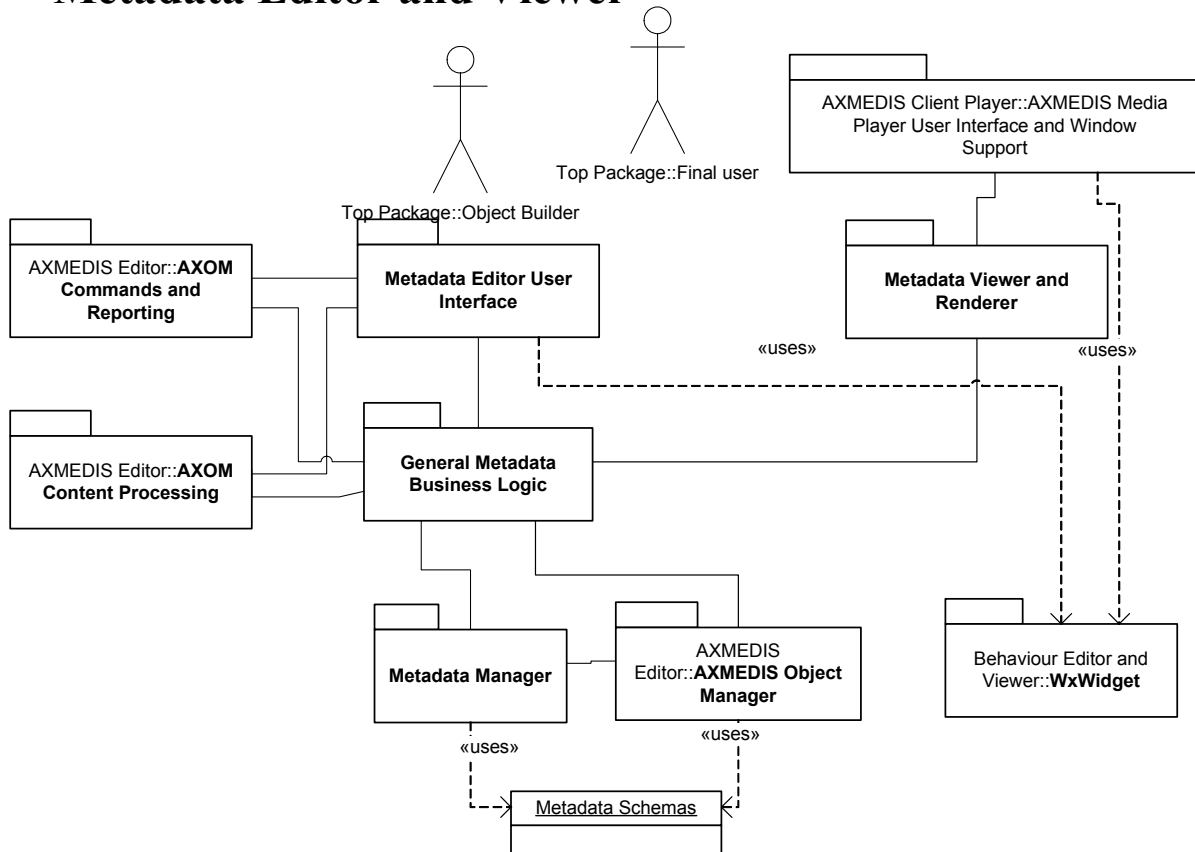 Metadata Editor and Viewer
AXMEDIS Client Player::AXMEDIS Media
Player User Interface and Window
Support
Top Package::Final user
Top Package::Object Builder
AXMEDIS Editor::AXOM
Commands and
Reporting
Metadata Editor User
Interface
Metadata Viewer and
Renderer
«uses»
«uses»
AXMEDIS Editor::AXOM
Content Processing
General Metadata
Business Logic
Metadata Manager
AXMEDIS
Editor::AXMEDIS Object
Manager
Behaviour Editor and
Viewer::WxWidget
«uses»
«uses»
Metadata Schemas